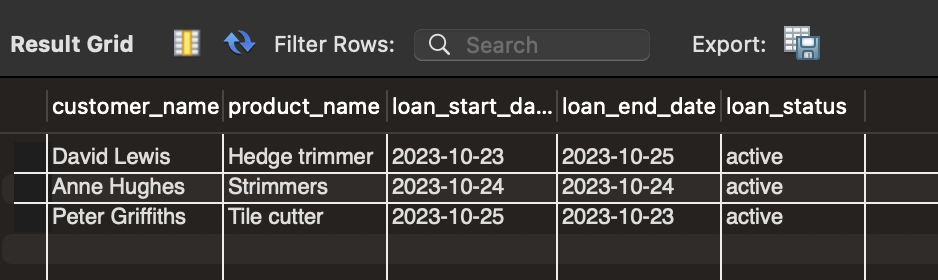 Result Grid Filter Rows: Search Export:
customer_name product_name loan_start_da... loan_end_date loan_status
David Lewis Hedge trimmer 2023-10-23 2023-10-25 active
Anne Hughes Strimmers 2023-10-24 2023-10-24 active
Peter Griffiths Tile cutter 2023-10-25 2023-10-23 active